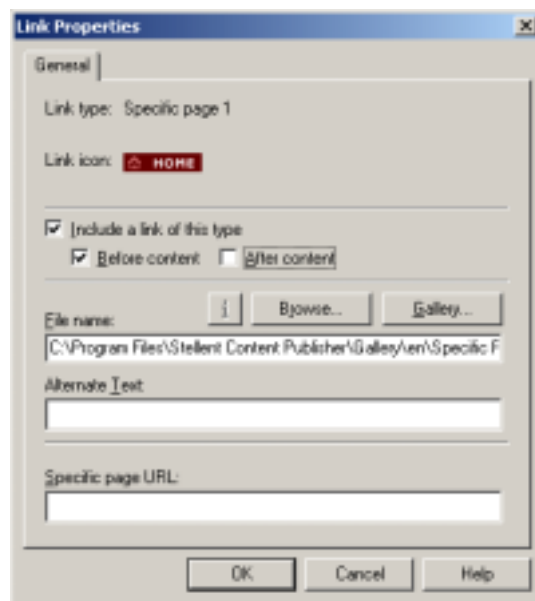 Link Properties
General
Link type: Specific page 1
Link icon: HOME
Include a link of this type
Before content After content
File name: i Browse... Gallery...
C:\Program Files\Stellent Content Publisher\Gallery\en\Specific P
Alternate Text
Specific page URL:
OK Cancel Help